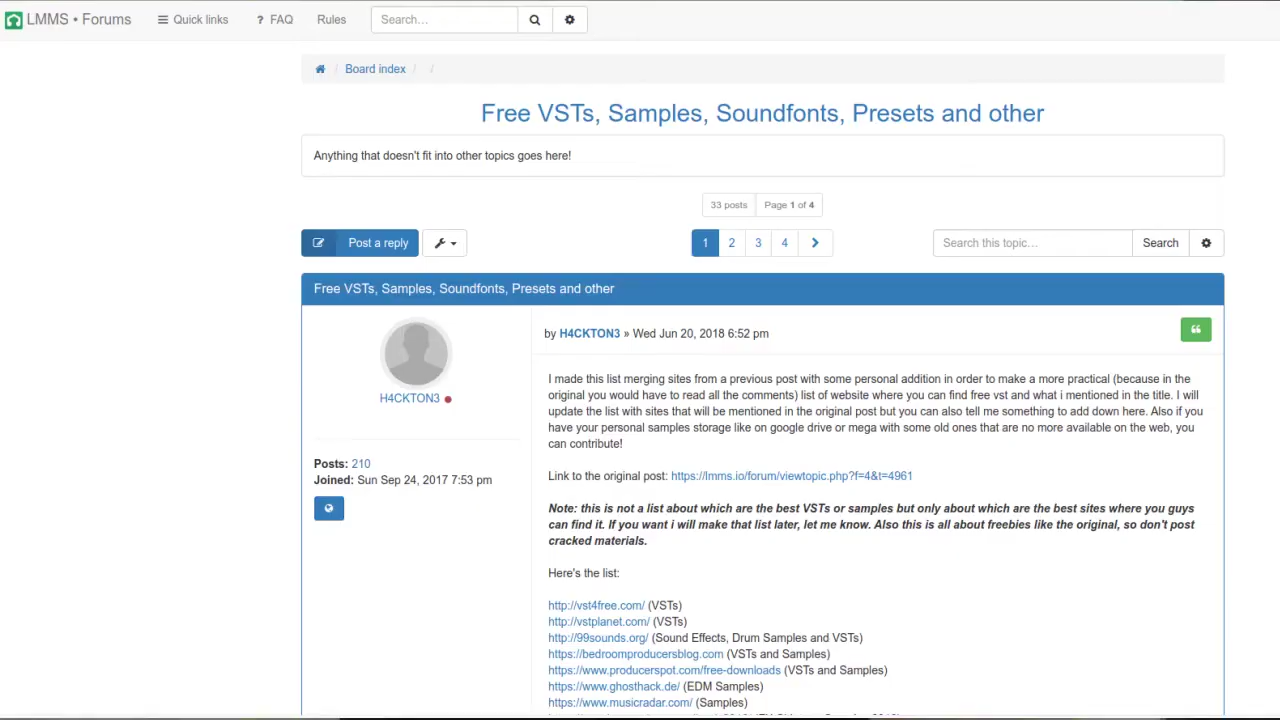 LMMS • Forums Quick links ? FAQ Rules Search…
Board index / /
Free VSTs, Samples, Soundfonts, Presets and other
Anything that doesn't fit into other topics goes here!
33 posts Page 1 of 4
Post a reply 1 2 3 4 Search this topic… Search
Free VSTs, Samples, Soundfonts, Presets and other
by H4CKTON3 » Wed Jun 20, 2018 6:52 pm
H4CKTON3
Posts: 210
Joined: Sun Sep 24, 2017 7:53 pm
I made this list merging sites from a previous post with some personal addition in order to make a more practical (because in the
original you would have to read all the comments) list of website where you can find free vst and what i mentioned in the title. I will
update the list with sites that will be mentioned in the original post but you can also tell me something to add down here. Also if you
have your personal samples storage like on google drive or mega with some old ones that are no more available on the web, you
can contribute!
Link to the original post: https://lmms.io/forum/viewtopic.php?f=4&t=4961
Note: this is not a list about which are the best VSTs or samples but only about which are the best sites where you guys
can find it. If you want i will make that list later, let me know. Also this is all about freebies like the original, so don't post
cracked materials.
Here's the list:
http://vst4free.com/ (VSTs)
http://vstplanet.com/ (VSTs)
http://99sounds.org/ (Sound Effects, Drum Samples and VSTs)
https://bedroomproducersblog.com (VSTs and Samples)
https://www.producerspot.com/free-downloads (VSTs and Samples)
https://www.ghosthack.de/ (EDM Samples)
https://www.musicradar.com/ (Samples)